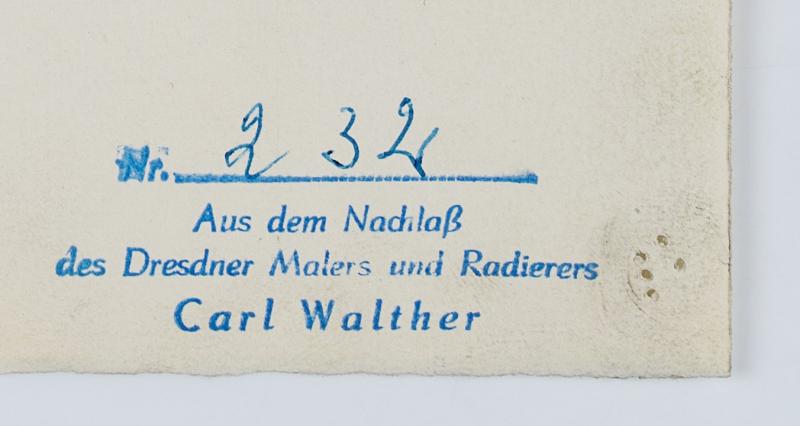 Nr. 232
Aus dem Nachlaß
des Dresdner Malers und Radierers
Carl Walther